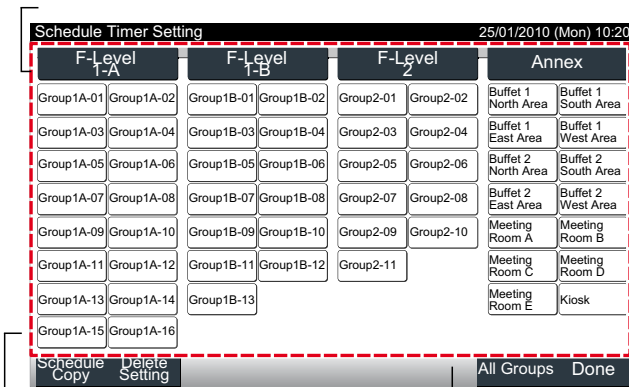 Schedule Timer Setting 25/01/2010 (Mon) 10:20
F-Level 1-A F-Level 1-B F-Level 2 Annex
Group1A-01 Group1A-02 Group1B-01 Group1B-02 Group2-01 Group2-02 Buffet 1 North Area Buffet 1 South Area
Group1A-03 Group1A-04 Group1B-03 Group1B-04 Group2-03 Group2-04 Buffet 1 East Area Buffet 1 West Area
Group1A-05 Group1A-06 Group1B-05 Group1B-06 Group2-05 Group2-06 Buffet 2 North Area Buffet 2 South Area
Group1A-07 Group1A-08 Group1B-07 Group1B-08 Group2-07 Group2-08 Buffet 2 East Area Buffet 2 West Area
Group1A-09 Group1A-10 Group1B-09 Group1B-10 Group2-09 Group2-10 Meeting Room A Meeting Room B
Group1A-11 Group1A-12 Group1B-11 Group1B-12 Group2-11 Meeting Room C Meeting Room D
Group1A-13 Group1A-14 Group1B-13 Meeting Room E Kiosk
Group1A-15 Group1A-16
Schedule Copy Delete Setting All Groups Done